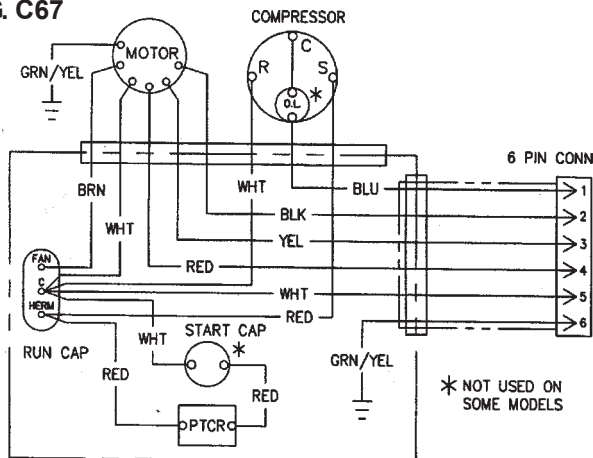 G. C67
COMPRESSOR
MOTOR
C
R
S
GRN/YEL
O.L
*
6 PIN CONN
BRN
WHT
BLU
1
BLK
2
WHT
YEL
3
FAN
RED
4
C
WHT
5
HERM
RED
6
RUN CAP
WHT
START CAP
*
GRN/YEL
RED
RED
PTCR
* NOT USED ON
SOME MODELS